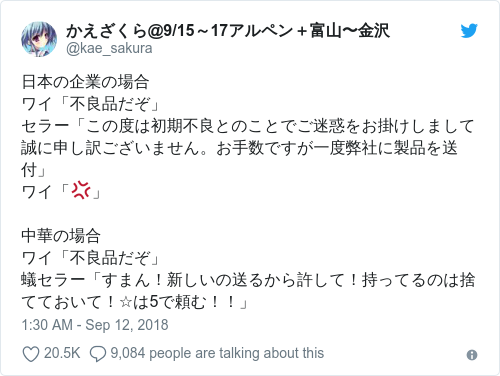 かえざくら@9/15～17アルペン＋富山〜金沢
@kae_sakura
日本の企業の場合
ワイ「不良品だぞ」
セラー「この度は初期不良とのことでご迷惑をお掛けしまして
誠に申し訳ございません。お手数ですが一度弊社に製品を送
付」
ワイ「💢」
中華の場合
ワイ「不良品だぞ」
蟻セラー「すまん！新しいの送るから許して！持ってるのは捨
てておいて！☆は5で頼む！！」
1:30 AM - Sep 12, 2018
20.5K 9,084 people are talking about this